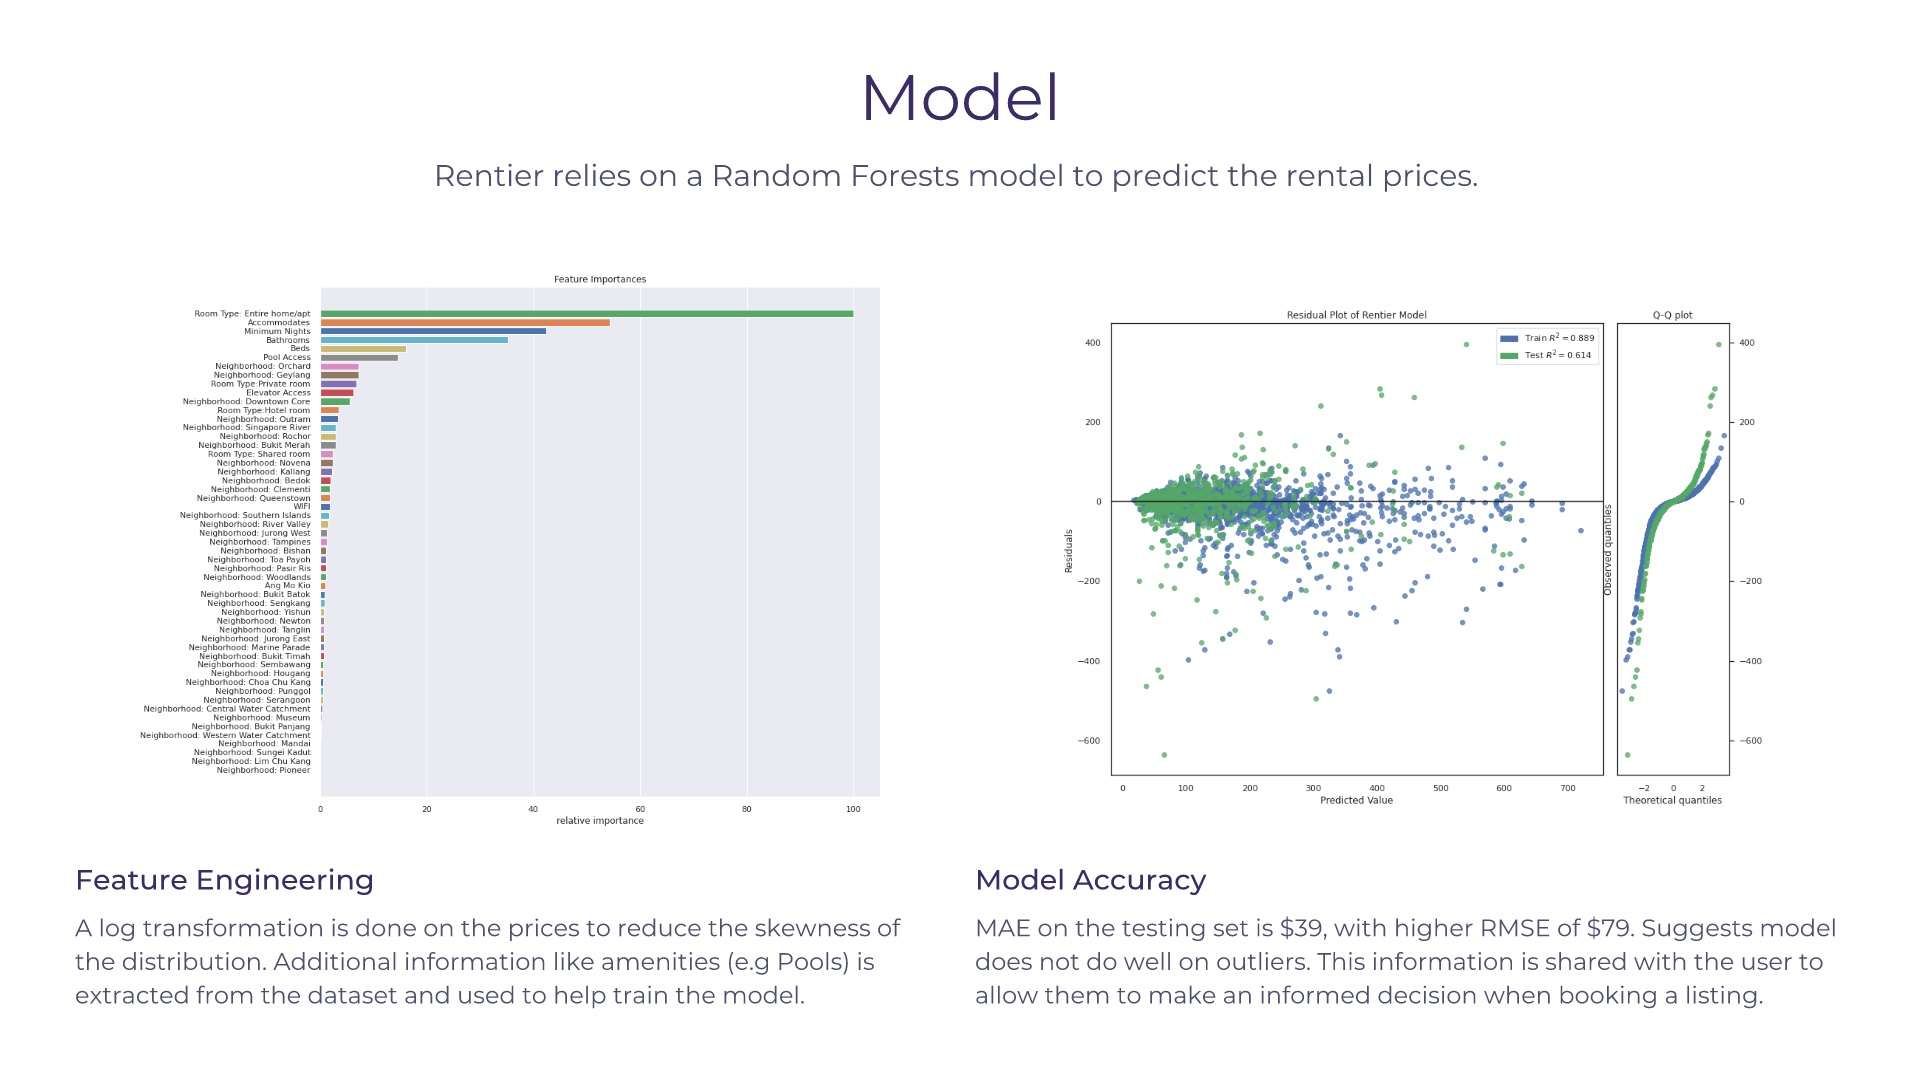 Model
Rentier relies on a Random Forests model to predict the rental prices.
Feature Importances
Room Type: Entire home/apt
Accommodates
Minimum Nights
Bathrooms
Beds
Pool Access
Neighborhood: Orchard
Neighborhood: Geylang
Room Type:Private room
Elevator Access
Neighborhood: Downtown Core
Room Type:Hotel room
Neighborhood: Outram
Neighborhood: Singapore River
Neighborhood: Rochor
Neighborhood: Bukit Merah
Room Type: Shared room
Neighborhood: Novena
Neighborhood: Kallang
Neighborhood: Bedok
Neighborhood: Clementi
Neighborhood: Queenstown
WIFI
Neighborhood: Southern Islands
Neighborhood: River Valley
Neighborhood: Jurong West
Neighborhood: Tampines
Neighborhood: Bishan
Neighborhood: Toa Payoh
Neighborhood: Pasir Ris
Neighborhood: Woodlands
Ang Mo Kio
Neighborhood: Bukit Batok
Neighborhood: Sengkang
Neighborhood: Yishun
Neighborhood: Newton
Neighborhood: Tanglin
Neighborhood: Jurong East
Neighborhood: Marine Parade
Neighborhood: Bukit Timah
Neighborhood: Sembawang
Neighborhood: Hougang
Neighborhood: Choa Chu Kang
Neighborhood: Punggol
Neighborhood: Serangoon
Neighborhood: Central Water Catchment
Neighborhood: Museum
Neighborhood: Bukit Panjang
Neighborhood: Western Water Catchment
Neighborhood: Mandai
Neighborhood: Sungei Kadut
Neighborhood: Lim Chu Kang
Neighborhood: Pioneer
0 20 40 60 80 100
relative importance
Residual Plot of Rentier Model
Train R² = 0.889
Test R² = 0.614
400
200
0
−200
−400
−600
Residuals
0 100 200 300 400 500 600 700
Predicted Value
Q-Q plot
Observed quantiles
400
200
0
−200
−400
−600
−2 0 2
Theoretical quantiles
Feature Engineering
A log transformation is done on the prices to reduce the skewness of
the distribution. Additional information like amenities (e.g Pools) is
extracted from the dataset and used to help train the model.
Model Accuracy
MAE on the testing set is $39, with higher RMSE of $79. Suggests model
does not do well on outliers. This information is shared with the user to
allow them to make an informed decision when booking a listing.